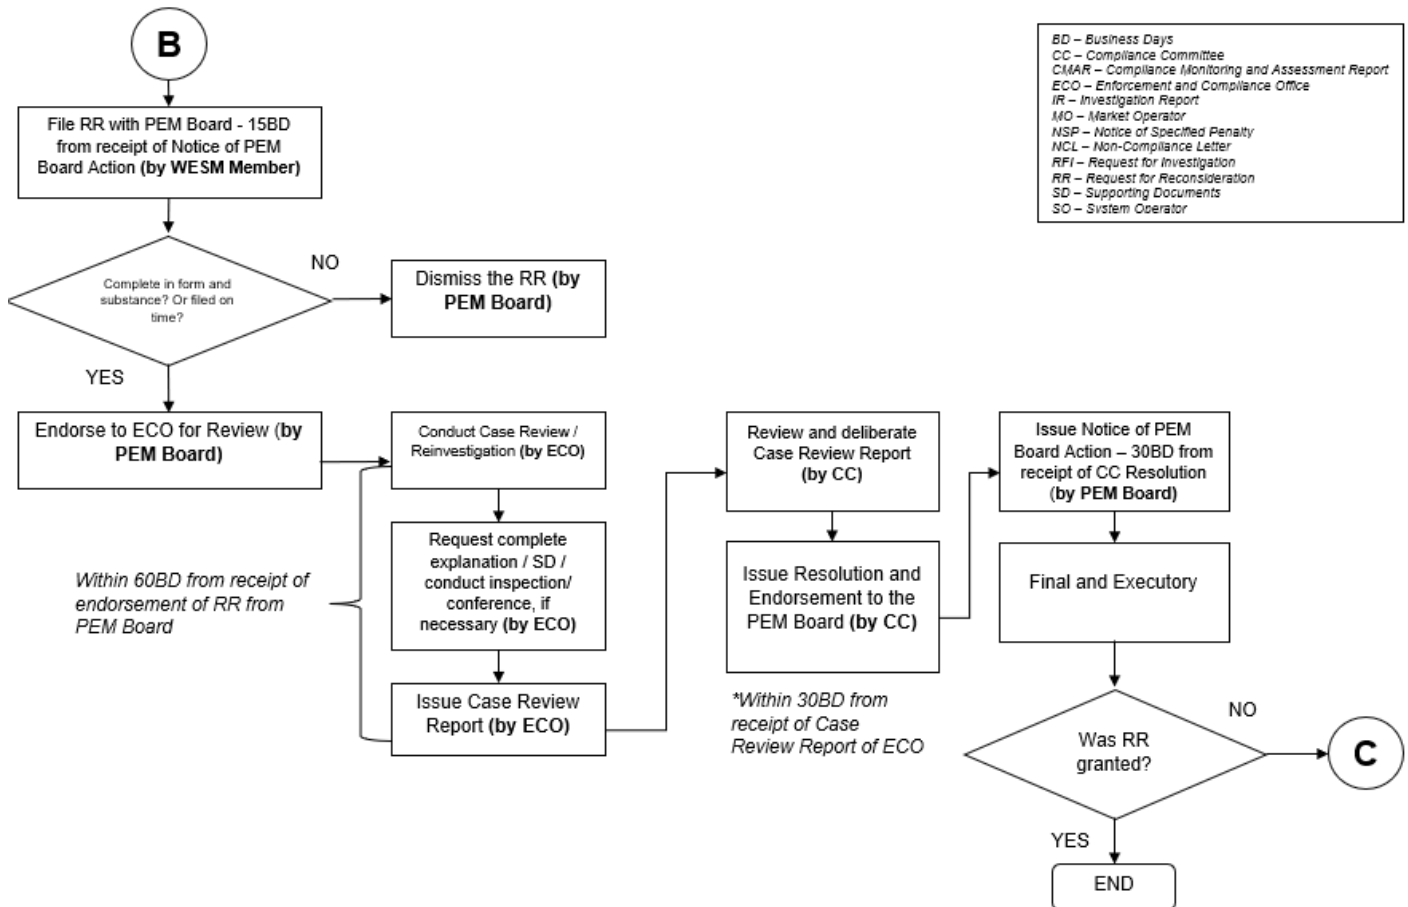 B
File RR with PEM Board - 15BD
from receipt of Notice of PEM
Board Action (by WESM Member)
Complete in form and
substance? Or filed on
time?
NO
Dismiss the RR (by
PEM Board)
YES
Endorse to ECO for Review (by
PEM Board)
Within 60BD from receipt of
endorsement of RR from
PEM Board
Conduct Case Review /
Reinvestigation (by ECO)
Request complete
explanation / SD /
conduct inspection/
conference, if
necessary (by ECO)
Issue Case Review
Report (by ECO)
Review and deliberate
Case Review Report
(by CC)
Issue Resolution and
Endorsement to the
PEM Board (by CC)
*Within 30BD from
receipt of Case
Review Report of ECO
Issue Notice of PEM
Board Action – 30BD from
receipt of CC Resolution
(by PEM Board)
Final and Executory
Was RR
granted?
NO
C
YES
END
BD – Business Days
CC – Compliance Committee
CMAR – Compliance Monitoring and Assessment Report
ECO – Enforcement and Compliance Office
IR – Investigation Report
MO – Market Operator
NSP – Notice of Specified Penalty
NCL – Non-Compliance Letter
RFI – Request for Investigation
RR – Request for Reconsideration
SD – Supporting Documents
SO – System Operator